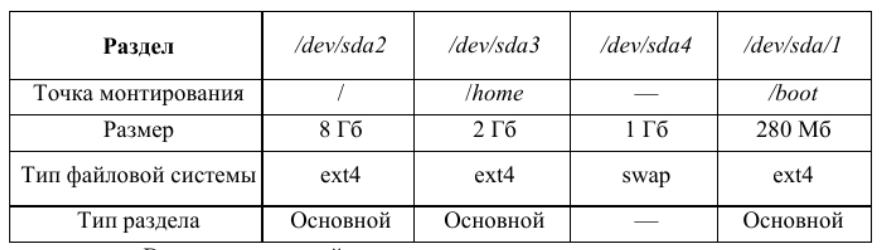 Раздел /dev/sda2 /dev/sda3 /dev/sda4 /dev/sda/1
Точка монтирования / /home — /boot
Размер 8 Гб 2 Гб 1 Гб 280 Мб
Тип файловой системы ext4 ext4 swap ext4
Тип раздела Основной Основной — Основной